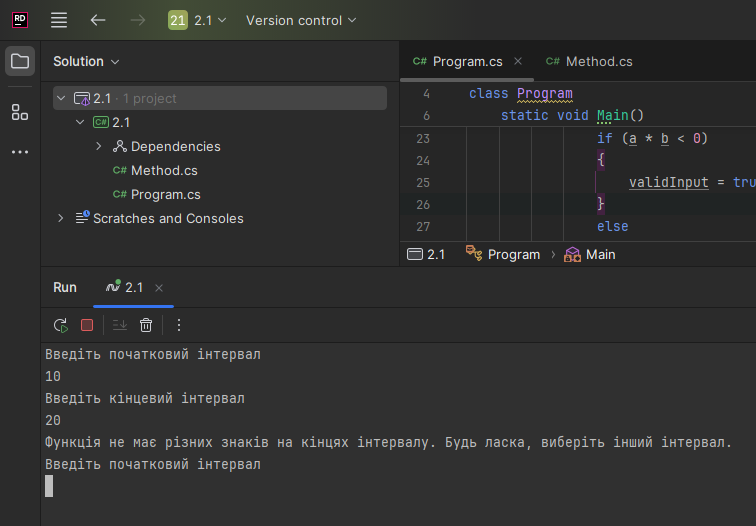 RD
21 2.1 Version control
Solution
2.1 · 1 project
C# 2.1
Dependencies
C# Method.cs
C# Program.cs
Scratches and Consoles
C# Program.cs C# Method.cs
4 class Program
6 static void Main()
23 if (a * b < 0)
24 {
25 validInput = tru
26 }
27 else
2.1 Program Main
Run 2.1
Введіть початковий інтервал
10
Введіть кінцевий інтервал
20
Функція не має різних знаків на кінцях інтервалу. Будь ласка, виберіть інший інтервал.
Введіть початковий інтервал